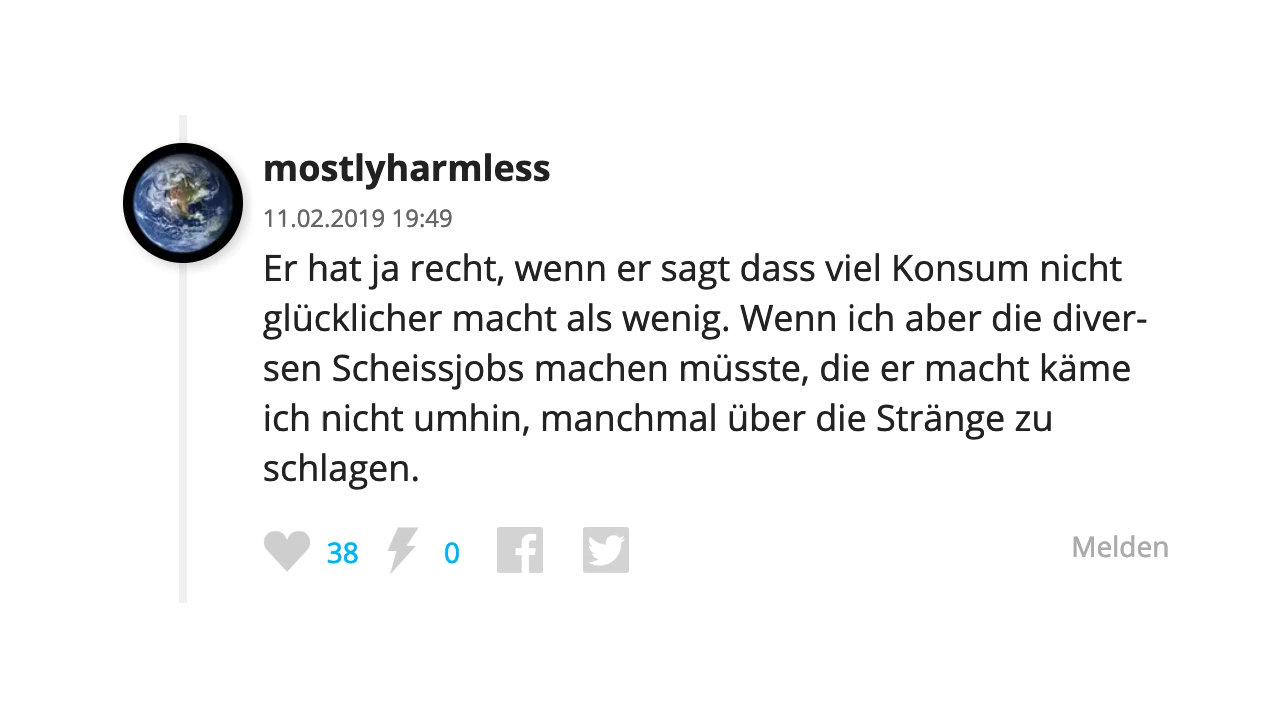 mostlyharmless
11.02.2019 19:49
Er hat ja recht, wenn er sagt dass viel Konsum nicht
glücklicher macht als wenig. Wenn ich aber die diver-
sen Scheissjobs machen müsste, die er macht käme
ich nicht umhin, manchmal über die Stränge zu
schlagen.
38 0 Melden